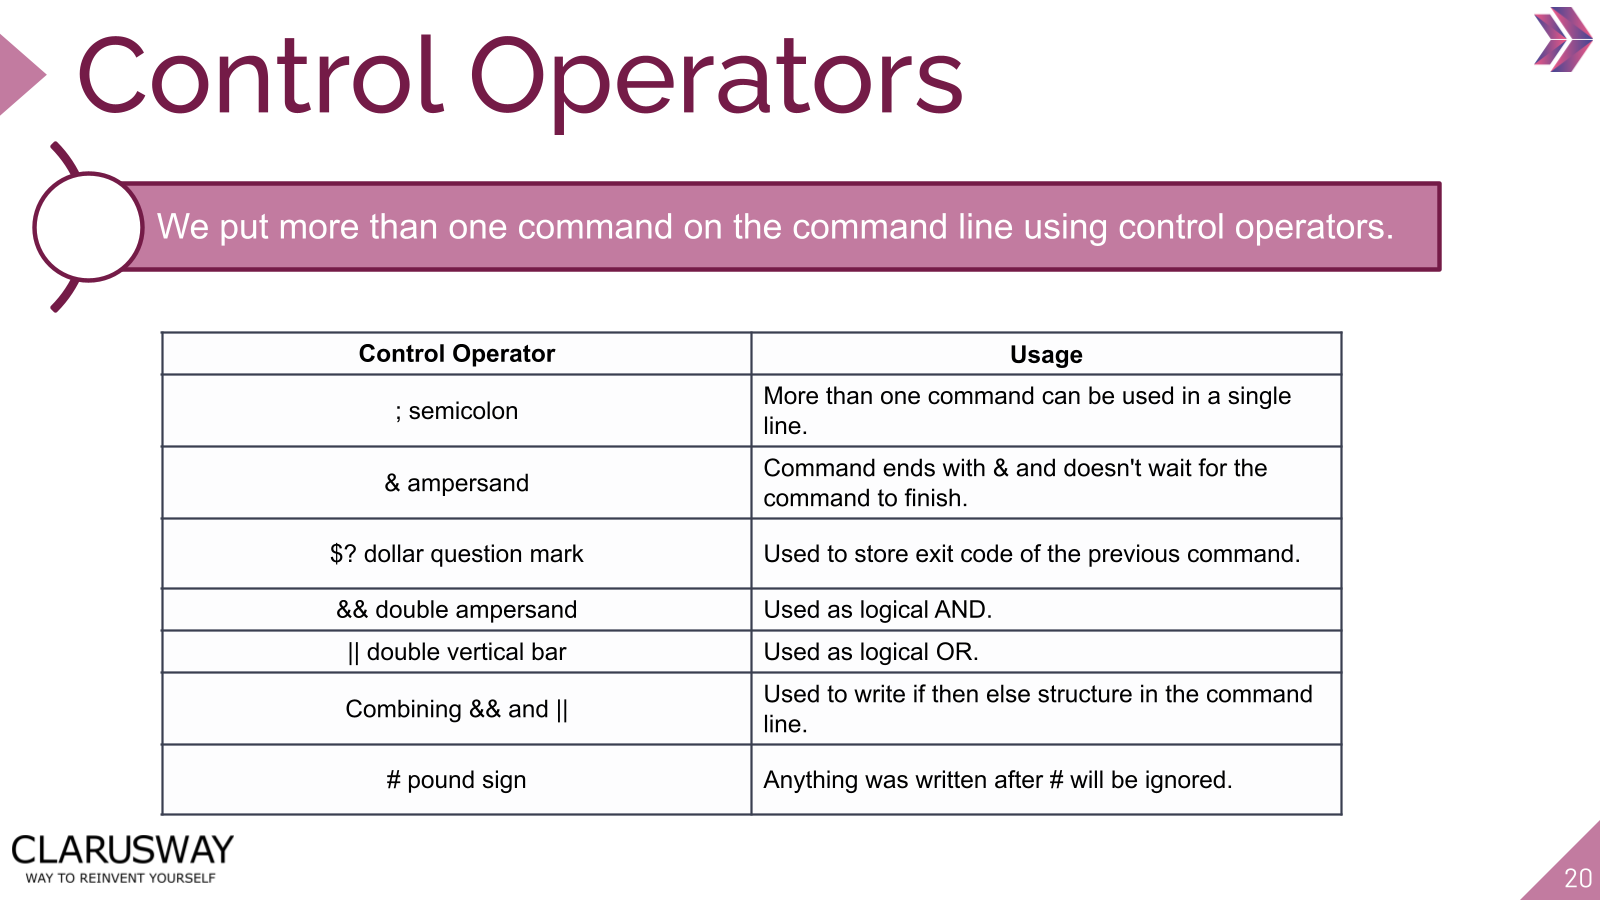 Control Operators
We put more than one command on the command line using control operators.
Control Operator
Usage
; semicolon
More than one command can be used in a single
line.
& ampersand
Command ends with & and doesn't wait for the
command to finish.
$? dollar question mark
Used to store exit code of the previous command.
&& double ampersand
Used as logical AND.
|| double vertical bar
Used as logical OR.
Combining && and ||
Used to write if then else structure in the command
line.
# pound sign
Anything was written after # will be ignored.
CLARUSWAY
WAY TO REINVENT YOURSELF
20